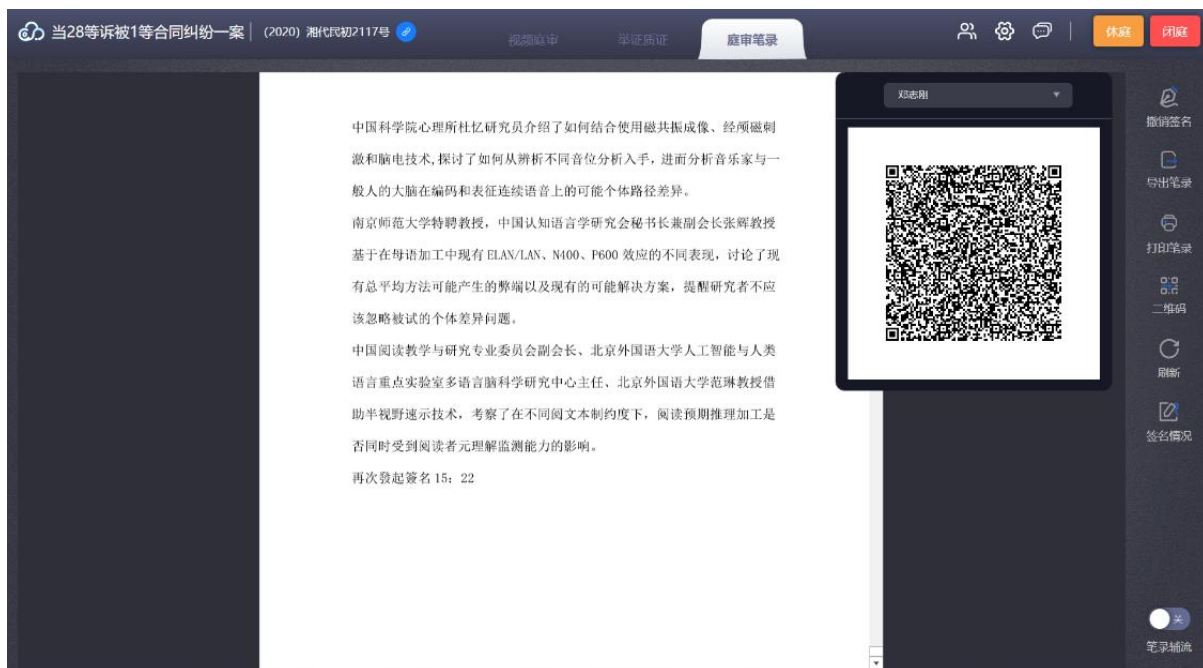 当28等诉被1等合同纠纷一案 (2020) 湘代民初2117号
视频庭审 举证质证 庭审笔录
休庭 闭庭
中国科学院心理所杜忆研究员介绍了如何结合使用磁共振成像、经颅磁刺
激和脑电技术,探讨了如何从辨析不同音位分析入手，进而分析音乐家与一
般人的大脑在编码和表征连续语音上的可能个体路径差异。
南京师范大学特聘教授，中国认知语言学研究会秘书长兼副会长张辉教授
基于在母语加工中现有 ELAN/LAN、N400、P600 效应的不同表现，讨论了现
有总平均方法可能产生的弊端以及现有的可能解决方案，提醒研究者不应
该忽略被试的个体差异问题。
中国阅读教学与研究专业委员会副会长、北京外国语大学人工智能与人类
语言重点实验室多语言脑科学研究中心主任、北京外国语大学范琳教授借
助半视野速示技术，考察了在不同阅文本制约度下，阅读预期推理加工是
否同时受到阅读者元理解监测能力的影响。
再次發起簽名 15：22
邓志刚
撤销签名
导出笔录
打印笔录
二维码
刷新
签名情况
关
笔录辅流